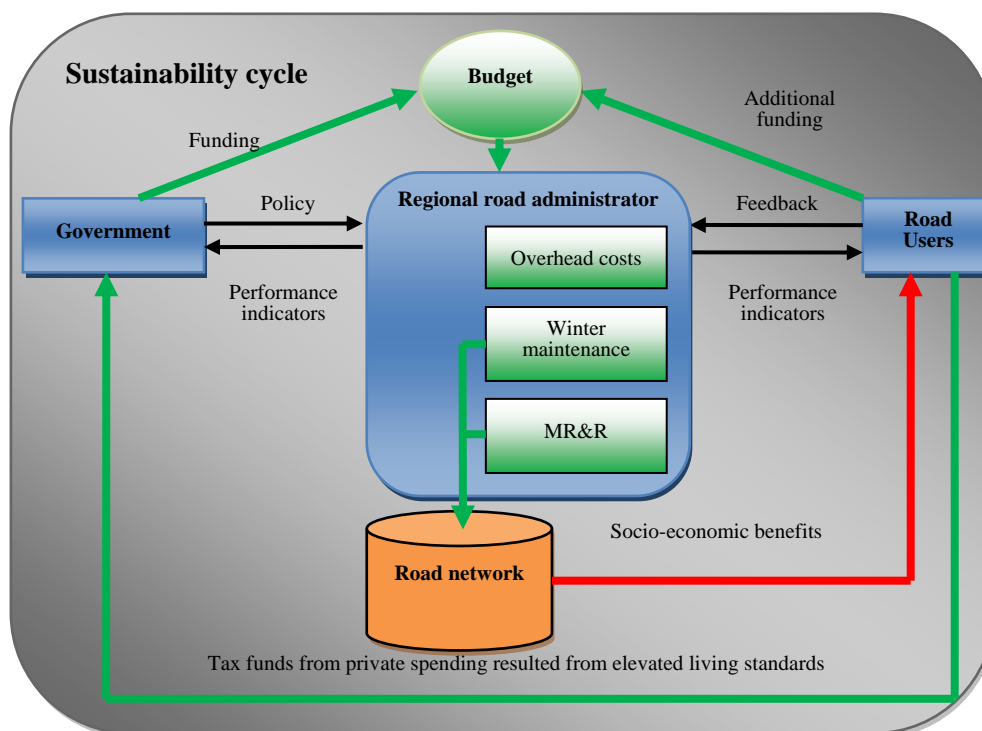 Sustainability cycle
Budget
Additional
funding
Funding
Regional road administrator
Policy
Feedback
Government
Road
Users
Overhead costs
Performance
indicators
Performance
indicators
Winter
maintenance
MR&R
Socio-economic benefits
Road network
Tax funds from private spending resulted from elevated living standards